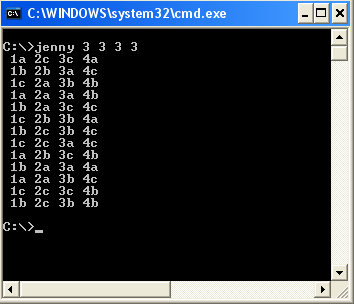 C:\WINDOWS\system32\cmd.exe
C:\>jenny 3 3 3 3
1a 2c 3c 4a
1b 2b 3a 4c
1c 2a 3b 4b
1a 2a 3a 4b
1b 2a 3c 4c
1c 2b 3b 4a
1a 2c 3b 4c
1c 2c 3a 4c
1a 2b 3c 4b
1b 2a 3a 4a
1a 2a 3b 4c
1c 2c 3c 4b
1b 2c 3b 4b
C:\>_